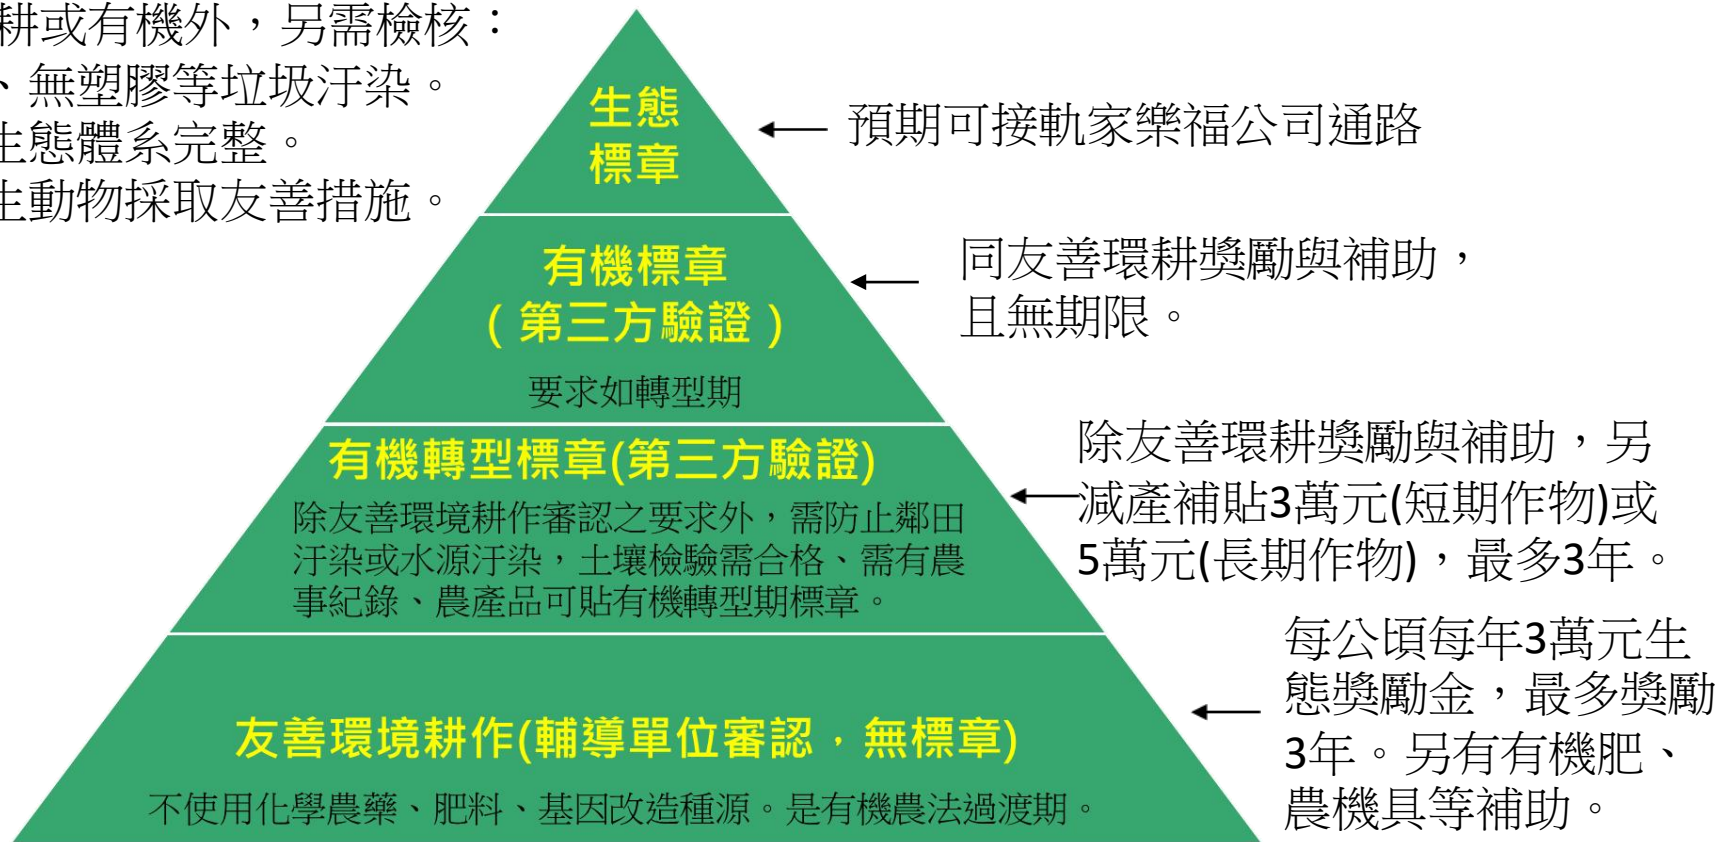 耕或有機外，另需檢核：
、無塑膠等垃圾汙染。
生態體系完整。
生動物採取友善措施。
生態
標章
預期可接軌家樂福公司通路
有機標章
(第三方驗證)
要求如轉型期
同友善環耕獎勵與補助，
且無期限。
有機轉型標章(第三方驗證)
除友善環境耕作審認之要求外，需防止鄰田
汙染或水源汙染，土壤檢驗需合格、需有農
事紀錄、農產品可貼有機轉型期標章。
除友善環耕獎勵與補助，另
減產補貼3萬元(短期作物)或
5萬元(長期作物)，最多3年。
友善環境耕作(輔導單位審認，無標章)
不使用化學農藥、肥料、基因改造種源。是有機農法過渡期。
每公頃每年3萬元生
態獎勵金，最多獎勵
3年。另有有機肥、
農機具等補助。